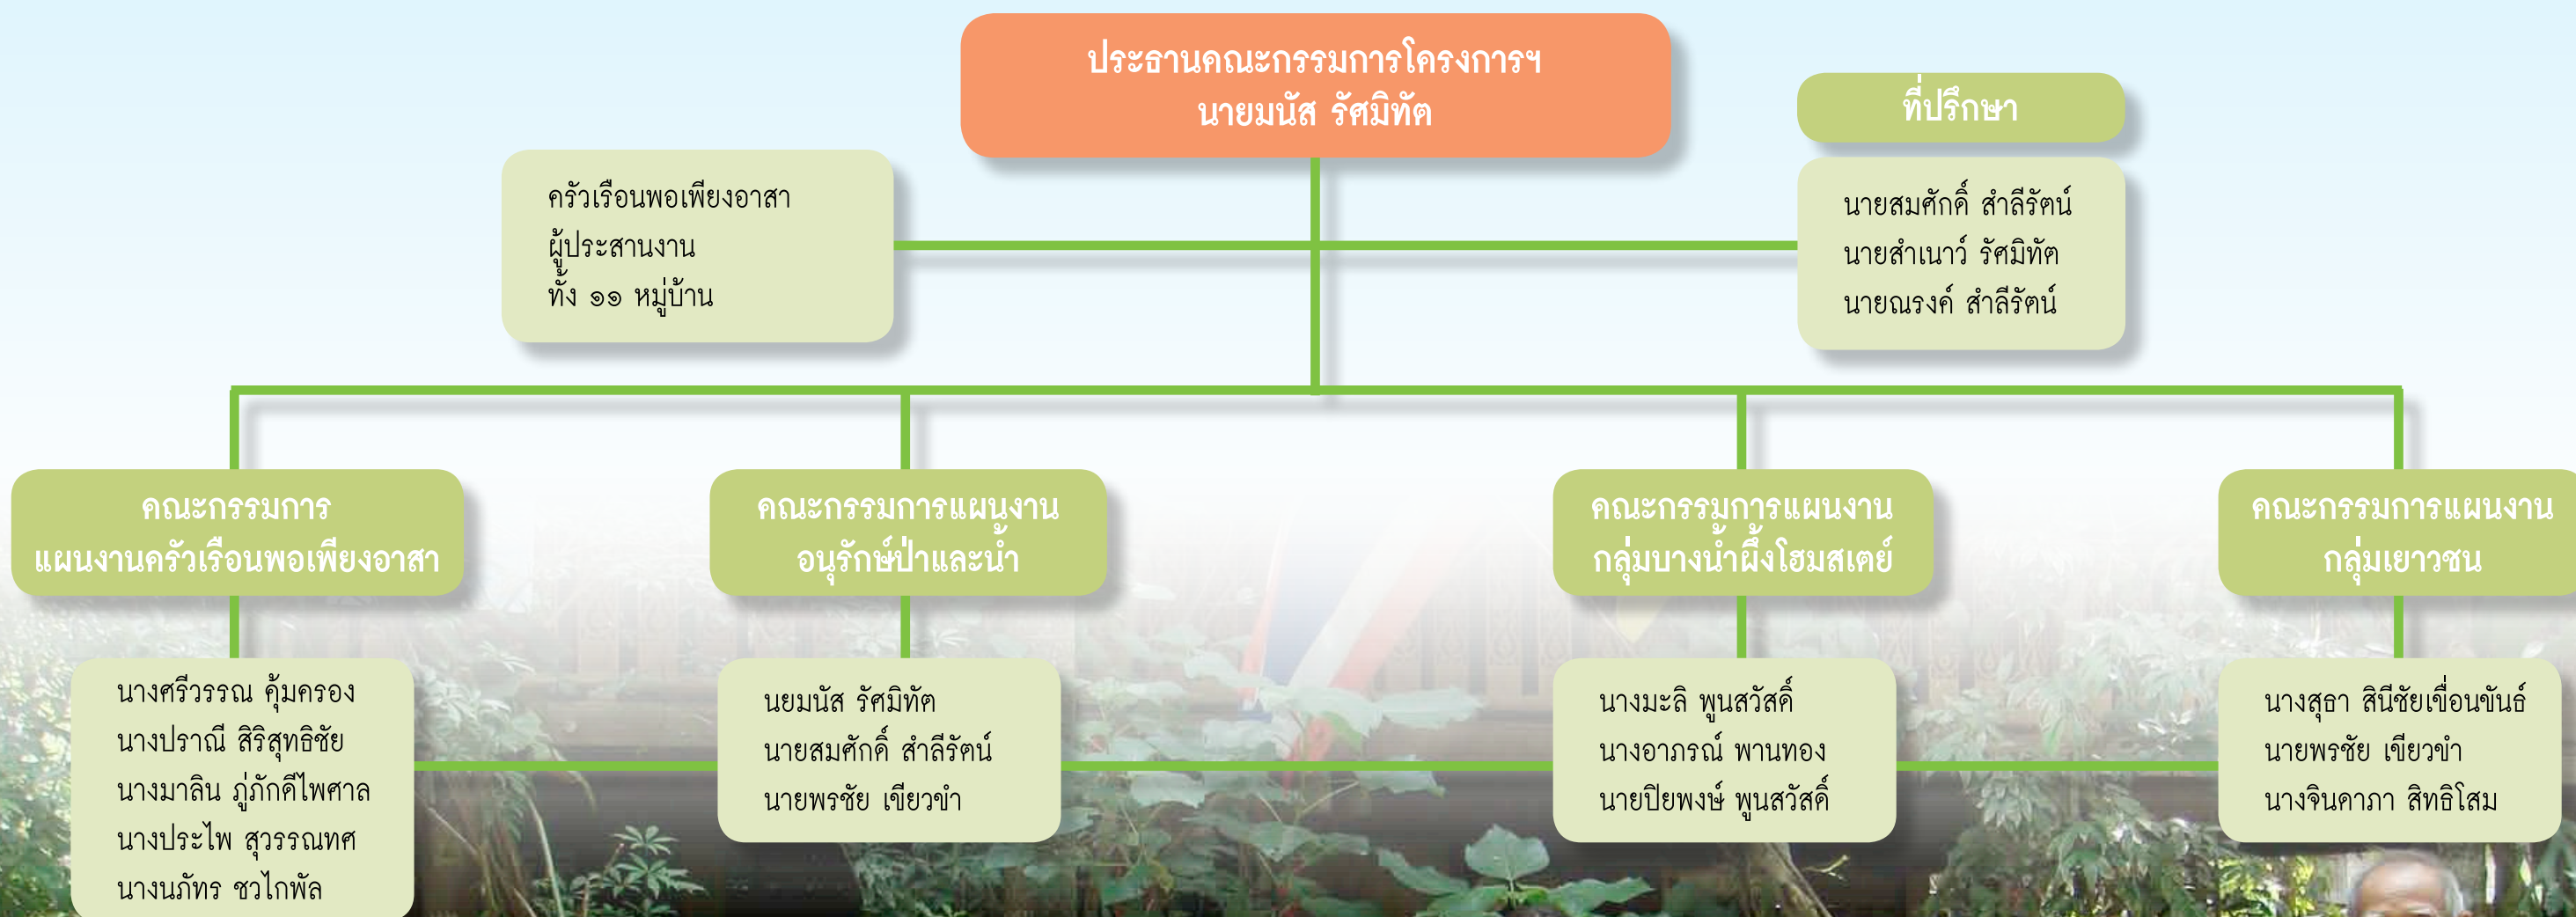 ประธานคณะกรรมการโครงการฯ
นายมนัส รัศมิทัต
ที่ปรึกษา
ครัวเรือนพอเพียงอาสา
ผู้ประสานงาน
ทั้ง ๑๑ หมู่บ้าน
นายสมศักดิ์ สำลีรัตน์
นายสำเนาว์ รัศมิทัต
นายณรงค์ สำลีรัตน์
คณะกรรมการ
แผนงานครัวเรือนพอเพียงอาสา
คณะกรรมการแผนงาน
อนุรักษ์ป่าและน้ำ
คณะกรรมการแผนงาน
กลุ่มบางน้ำผึ้งโฮมสเตย์
คณะกรรมการแผนงาน
กลุ่มเยาวชน
นางศรีวรรณ คุ้มครอง
นางปราณี สิริสุทธิชัย
นางมาลิน ภู่ภักดีไพศาล
นางประไพ สุวรรณทศ
นางนภัทร ชวไกพัล
นยมนัส รัศมิทัต
นายสมศักดิ์ สำลีรัตน์
นายพรชัย เขียวขำ
นางมะลิ พูนสวัสดิ์
นางอาภรณ์ พานทอง
นายปิยพงษ์ พูนสวัสดิ์
นางสุธา สินีชัยเขื่อนขันธ์
นายพรชัย เขียวขำ
นางจินดาภา สิทธิโสม